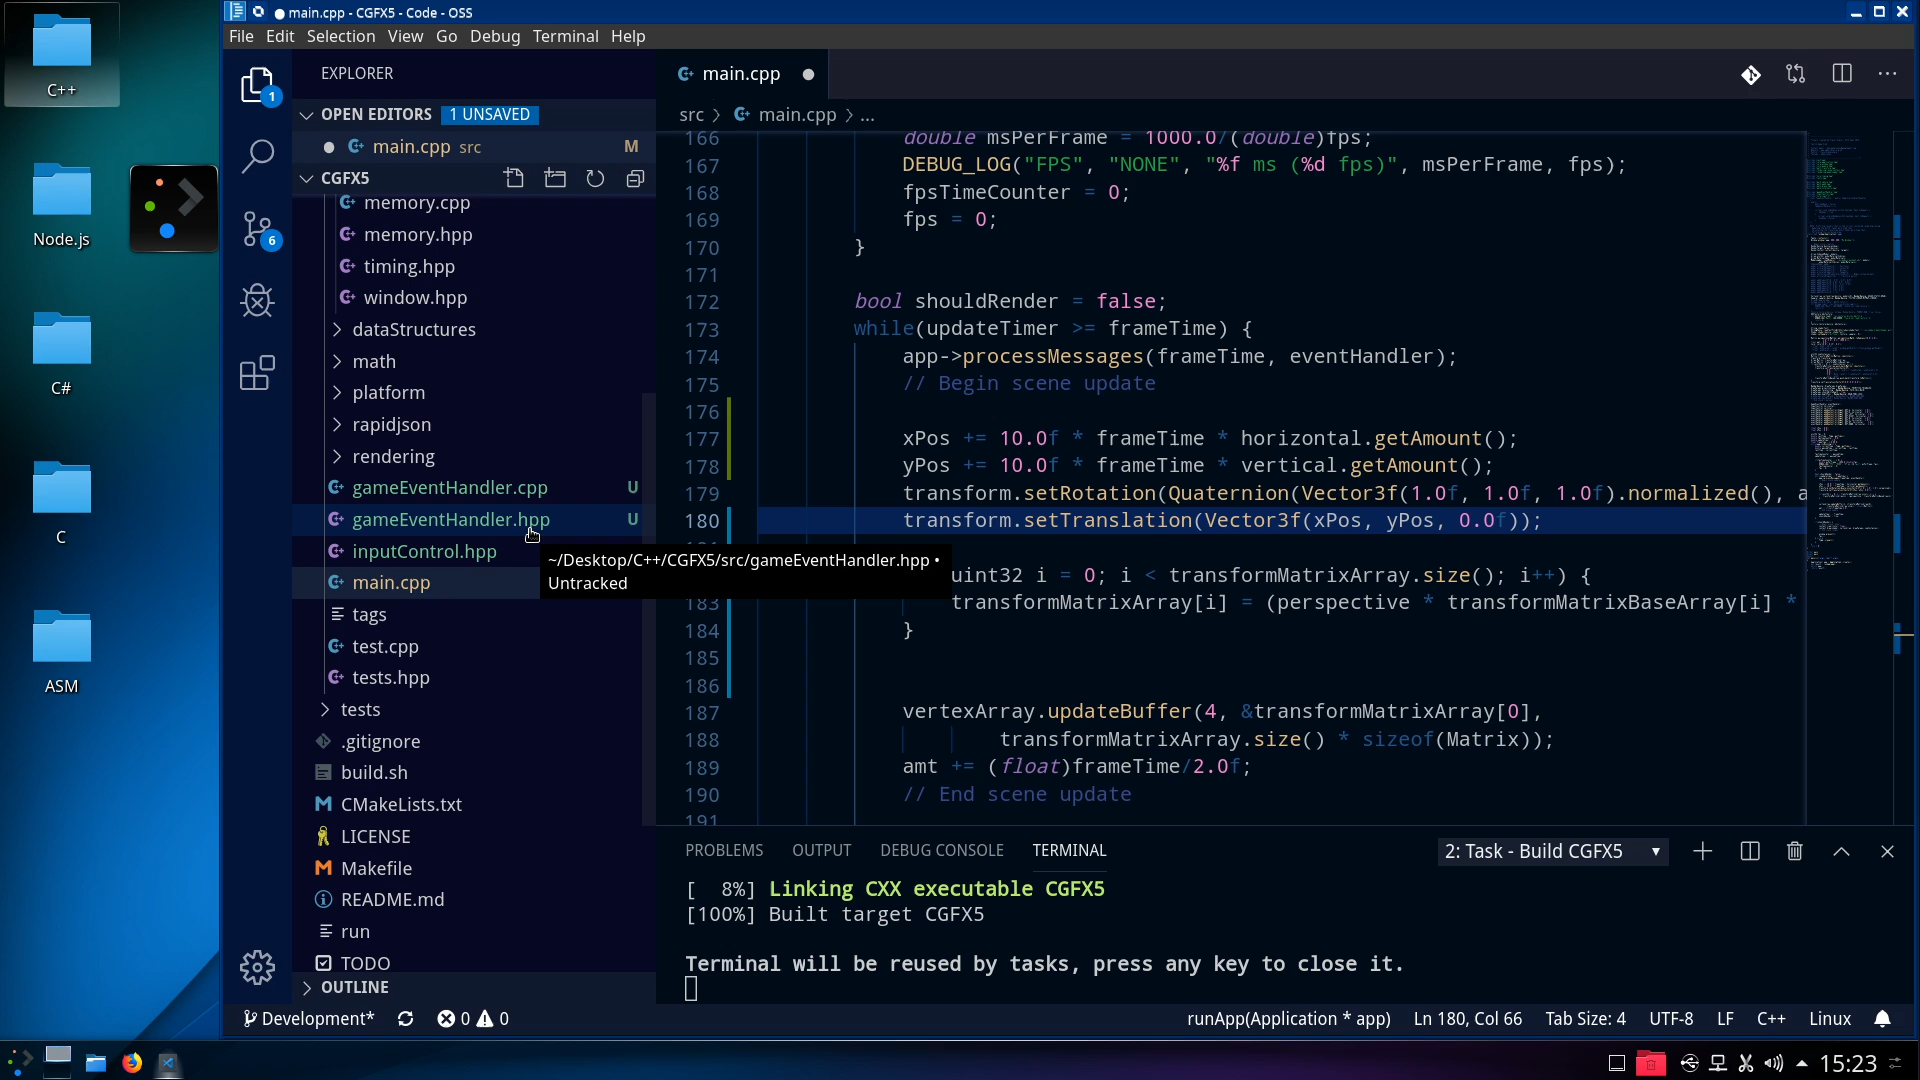 main.cpp - CGFX5 - Code - OSS
File Edit Selection View Go Debug Terminal Help
C++
Node.js
C#
C
ASM
1
6
EXPLORER
OPEN EDITORS 1 UNSAVED
main.cpp src M
CGFX5
memory.cpp
memory.hpp
timing.hpp
window.hpp
dataStructures
math
platform
rapidjson
rendering
gameEventHandler.cpp U
gameEventHandler.hpp U
inputControl.hpp
main.cpp
tags
test.cpp
tests.hpp
tests
.gitignore
build.sh
CMakeLists.txt
LICENSE
Makefile
README.md
run
TODO
OUTLINE
~/Desktop/C++/CGFX5/src/gameEventHandler.hpp •
Untracked
main.cpp
src > main.cpp > ...
166 double msPerFrame = 1000.0/(double)fps;
167 DEBUG_LOG("FPS", "NONE", "%f ms (%d fps)", msPerFrame, fps);
168 fpsTimeCounter = 0;
169 fps = 0;
170 }
171
172 bool shouldRender = false;
173 while(updateTimer >= frameTime) {
174 app->processMessages(frameTime, eventHandler);
175 // Begin scene update
176
177 xPos += 10.0f * frameTime * horizontal.getAmount();
178 yPos += 10.0f * frameTime * vertical.getAmount();
179 transform.setRotation(Quaternion(Vector3f(1.0f, 1.0f, 1.0f).normalized(), a
180 transform.setTranslation(Vector3f(xPos, yPos, 0.0f));
uint32 i = 0; i < transformMatrixArray.size(); i++) {
183 transformMatrixArray[i] = (perspective * transformMatrixBaseArray[i] *
184 }
185
186
187 vertexArray.updateBuffer(4, &transformMatrixArray[0],
188 transformMatrixArray.size() * sizeof(Matrix));
189 amt += (float)frameTime/2.0f;
190 // End scene update
191
PROBLEMS OUTPUT DEBUG CONSOLE TERMINAL 2: Task - Build CGFX5
[  8%] Linking CXX executable CGFX5
[100%] Built target CGFX5
Terminal will be reused by tasks, press any key to close it.
Development* 0 0 runApp(Application * app) Ln 180, Col 66 Tab Size: 4 UTF-8 LF C++ Linux
15:23